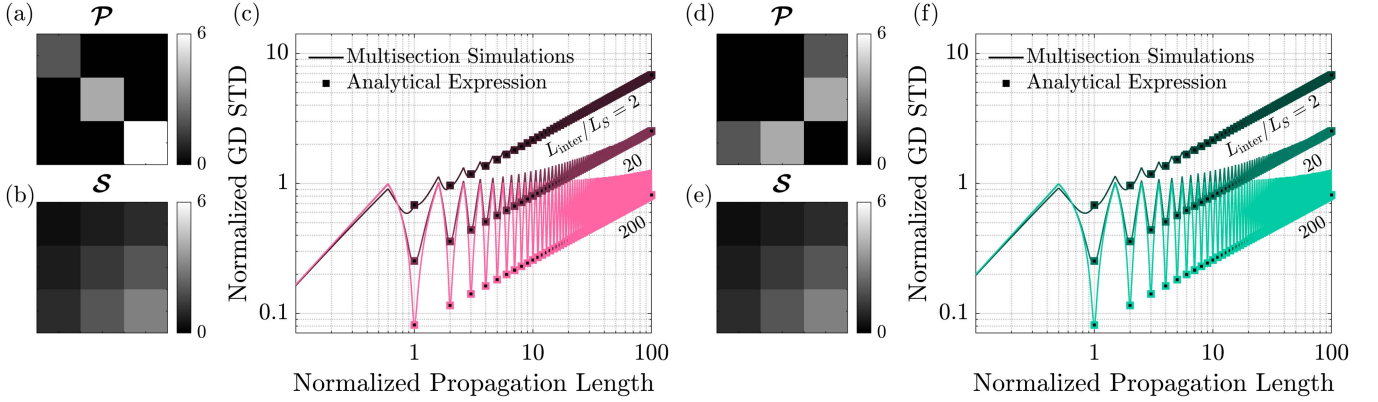 (a)
𝓟
6
0
(b)
𝓢
6
0
(c)
Normalized GD STD
10
1
0.1
Multisection Simulations
Analytical Expression
L_inter/L_S = 2
20
200
1
10
100
Normalized Propagation Length
(d)
𝓟
6
0
(e)
𝓢
6
0
(f)
Normalized GD STD
10
1
0.1
Multisection Simulations
Analytical Expression
L_inter/L_S = 2
20
200
1
10
100
Normalized Propagation Length